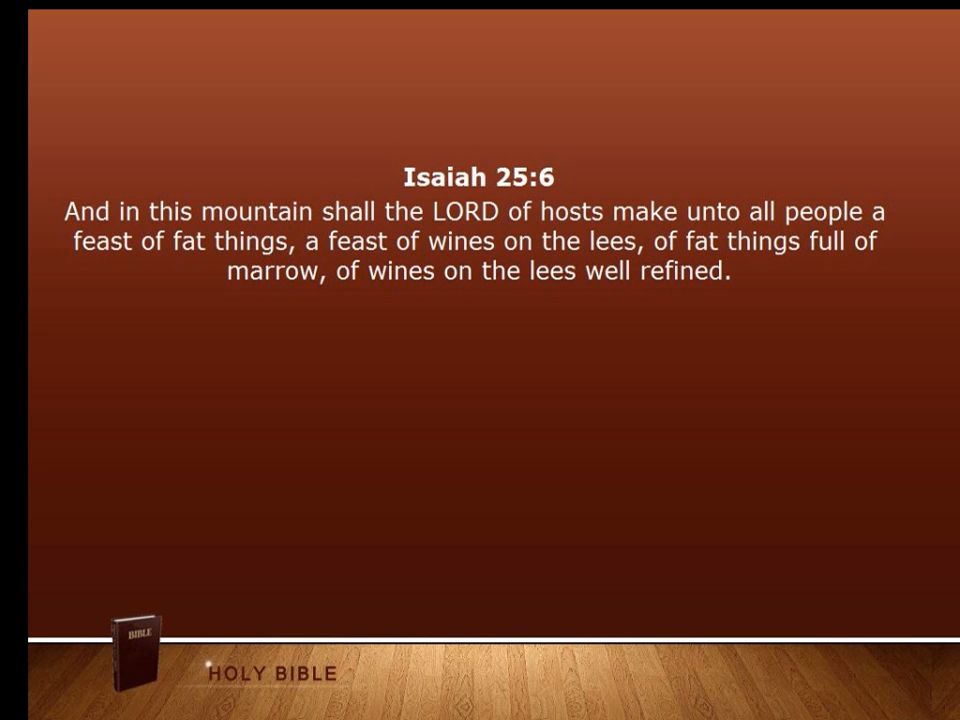 Isaiah 25:6
And in this mountain shall the LORD of hosts make unto all people a
feast of fat things, a feast of wines on the lees, of fat things full of
marrow, of wines on the lees well refined.
BIBLE
HOLY BIBLE